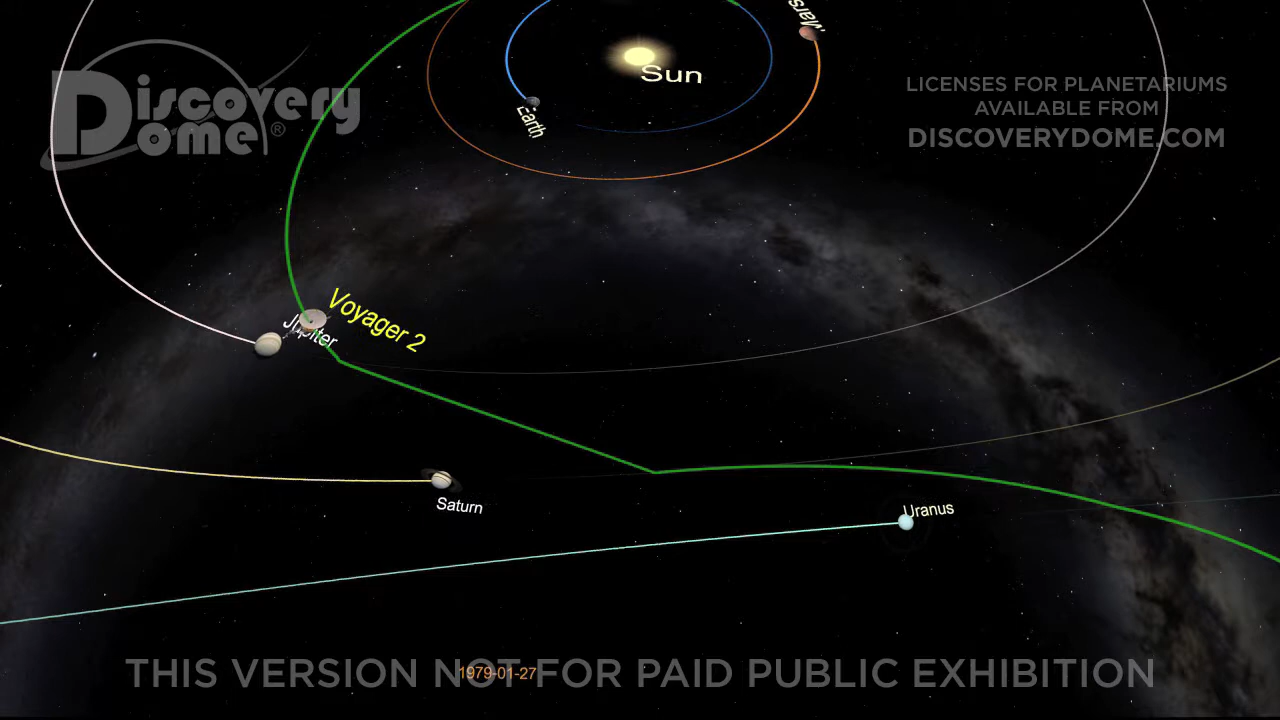 Mars
Sun
Discovery
Dome®
LICENSES FOR PLANETARIUMS
AVAILABLE FROM
DISCOVERYDOME.COM
Earth
Voyager 2
Jupiter
Saturn
Uranus
THIS VERSION NOT FOR PAID PUBLIC EXHIBITION
1979-01-27